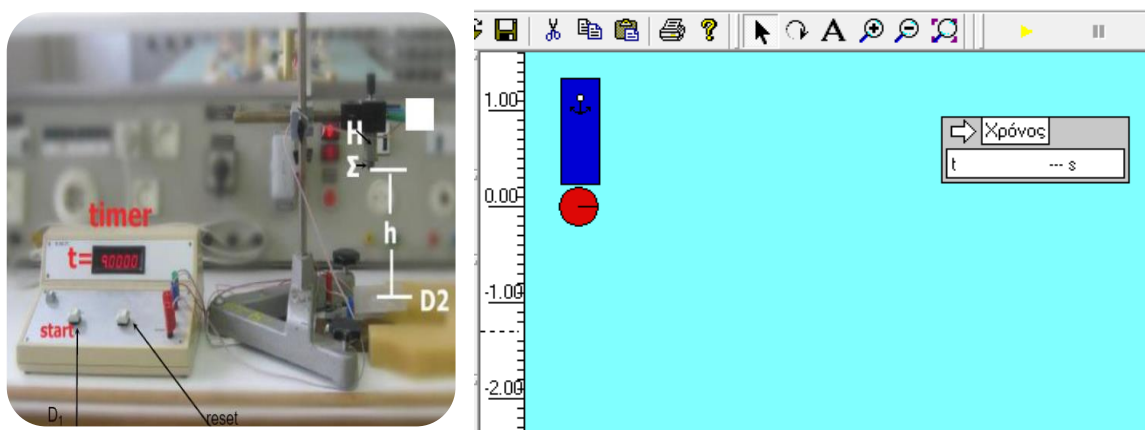 H
Σ
timer
h
t=
D2
start
D₁
reset
A
?
1.00
0.00
-1.00
-2.00
Χρόνος
t --- s